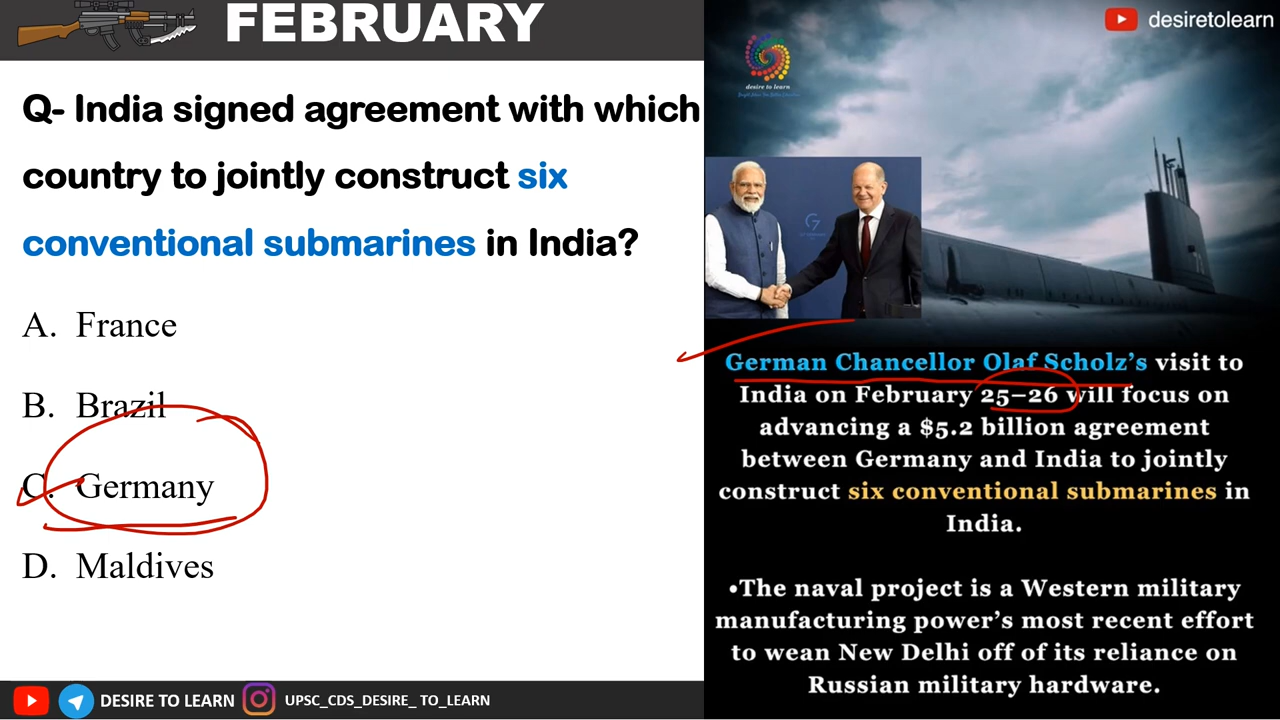 FEBRUARY
Q- India signed agreement with which
country to jointly construct six
conventional submarines in India?
A. France
B. Brazil
C. Germany
D. Maldives
DESIRE TO LEARN
UPSC_CDS_DESIRE_ TO_LEARN
desiretolearn
desire to learn
German Chancellor Olaf Scholz's visit to
India on February 25–26 will focus on
advancing a $5.2 billion agreement
between Germany and India to jointly
construct six conventional submarines in
India.
•The naval project is a Western military
manufacturing power's most recent effort
to wean New Delhi off of its reliance on
Russian military hardware.